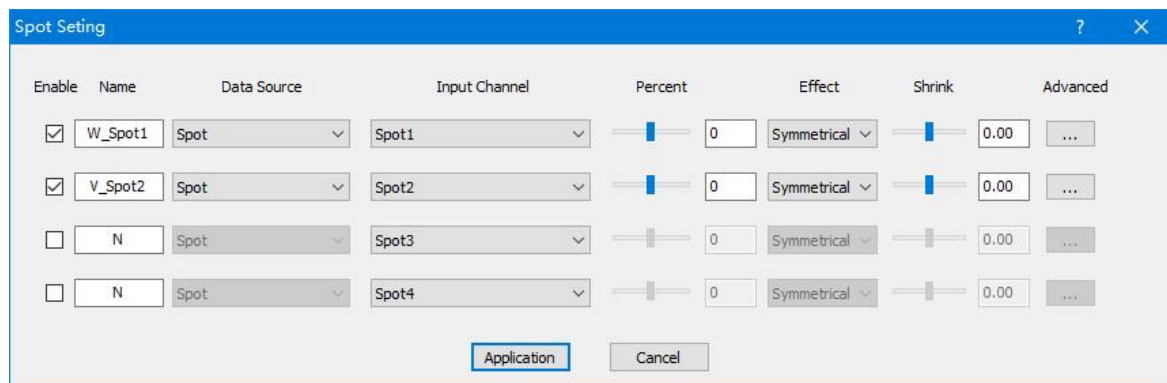 Spot Seting ?
Enable Name Data Source Input Channel Percent Effect Shrink Advanced
W_Spot1 Spot Spot1 0 Symmetrical 0.00 ...
V_Spot2 Spot Spot2 0 Symmetrical 0.00 ...
N Spot Spot3 0 Symmetrical 0.00 ...
N Spot Spot4 0 Symmetrical 0.00 ...
Application Cancel